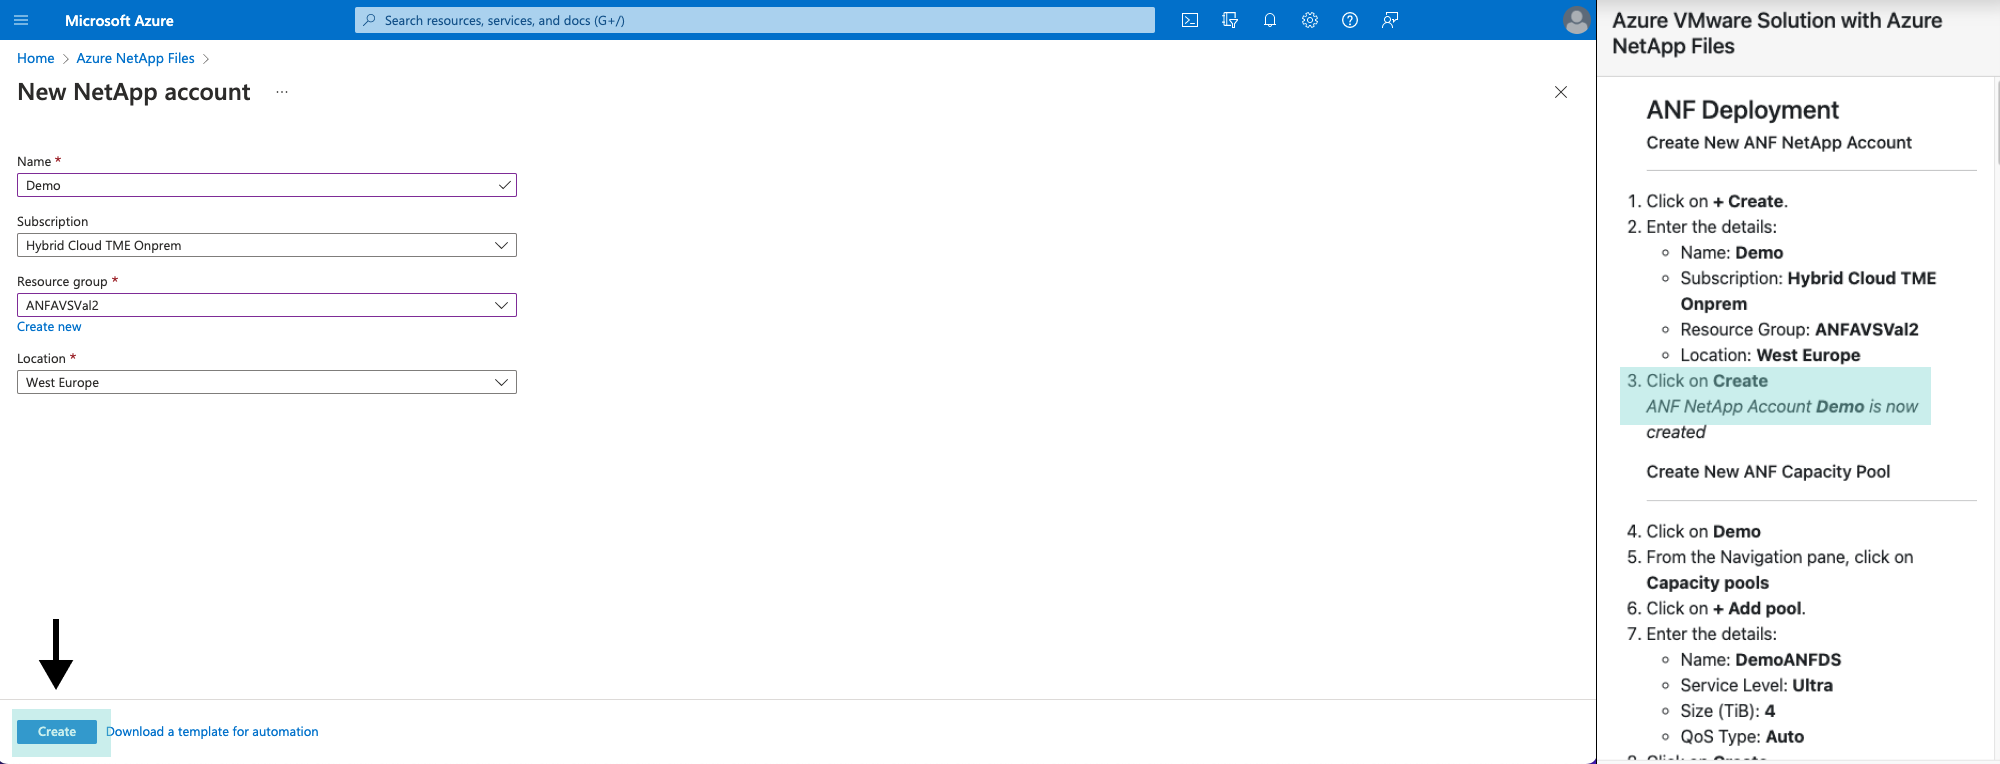 Microsoft Azure
Search resources, services, and docs (G+/)
Home > Azure NetApp Files >
New NetApp account ...
Name *
Demo
Subscription
Hybrid Cloud TME Onprem
Resource group *
ANFAVSVal2
Create new
Location *
West Europe
Create
Download a template for automation
Azure VMware Solution with Azure
NetApp Files
ANF Deployment
Create New ANF NetApp Account
1. Click on + Create.
2. Enter the details:
Name: Demo
Subscription: Hybrid Cloud TME
Onprem
Resource Group: ANFAVSVal2
Location: West Europe
3. Click on Create
ANF NetApp Account Demo is now
created
Create New ANF Capacity Pool
4. Click on Demo
5. From the Navigation pane, click on
Capacity pools
6. Click on + Add pool.
7. Enter the details:
Name: DemoANFDS
Service Level: Ultra
Size (TiB): 4
QoS Type: Auto
8. Click on Create